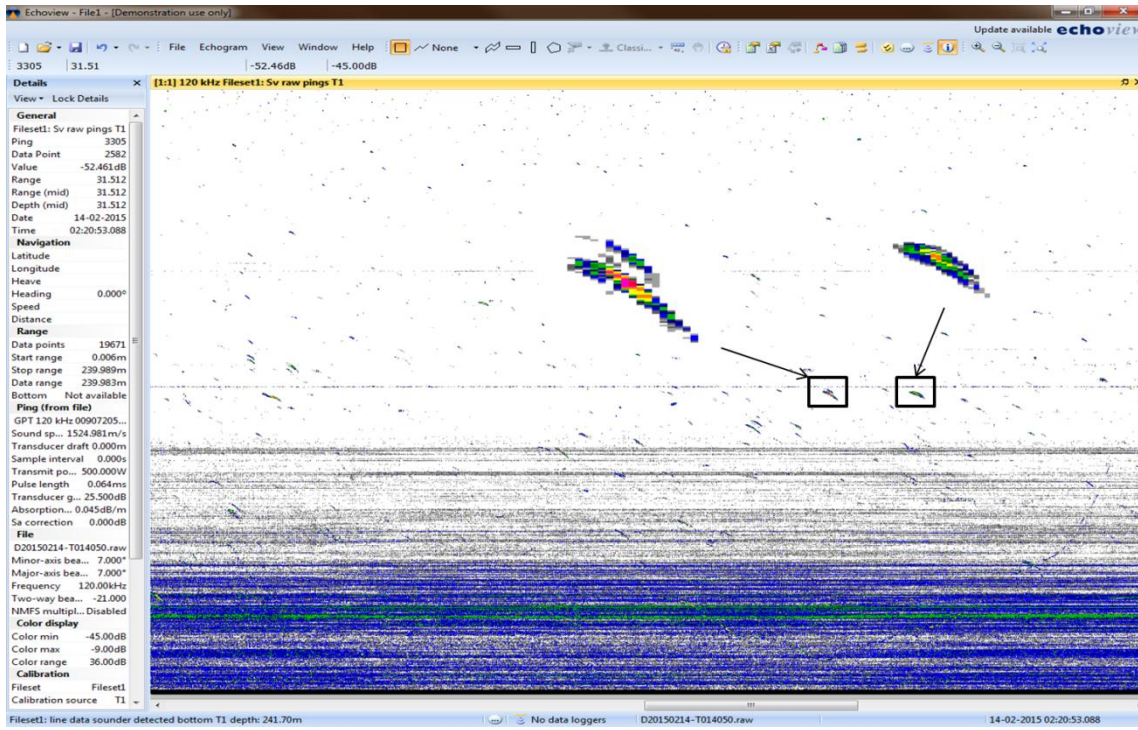 Echoview - File1 - [Demonstration use only]
Update available echoview
File Echogram View Window Help None Classi...
3305 31.51 -52.46dB -45.00dB
Details
[1:1] 120 kHz Fileset1: Sv raw pings T1
View Lock Details
General
Fileset1: Sv raw pings T1
Ping 3305
Data Point 2582
Value -52.461dB
Range 31.512
Range (mid) 31.512
Depth (mid) 31.512
Date 14-02-2015
Time 02:20:53.088
Navigation
Latitude
Longitude
Heave
Heading 0.000°
Speed
Distance
Range
Data points 19671
Start range 0.006m
Stop range 239.989m
Data range 239.983m
Bottom Not available
Ping (from file)
GPT 120 kHz 00907205...
Sound sp... 1524.981m/s
Transducer draft 0.000m
Sample interval 0.000s
Transmit po... 500.000W
Pulse length 0.064ms
Transducer g... 25.500dB
Absorption... 0.045dB/m
Sa correction 0.000dB
File
D20150214-T014050.raw
Minor-axis bea... 7.000°
Major-axis bea... 7.000°
Frequency 120.00kHz
Two-way bea... -21.000
NMFS multipl... Disabled
Color display
Color min -45.00dB
Color max -9.00dB
Color range 36.00dB
Calibration
Fileset Fileset1
Calibration source T1
Fileset1: line data sounder detected bottom T1 depth: 241.70m
No data loggers
D20150214-T014050.raw
14-02-2015 02:20:53.088